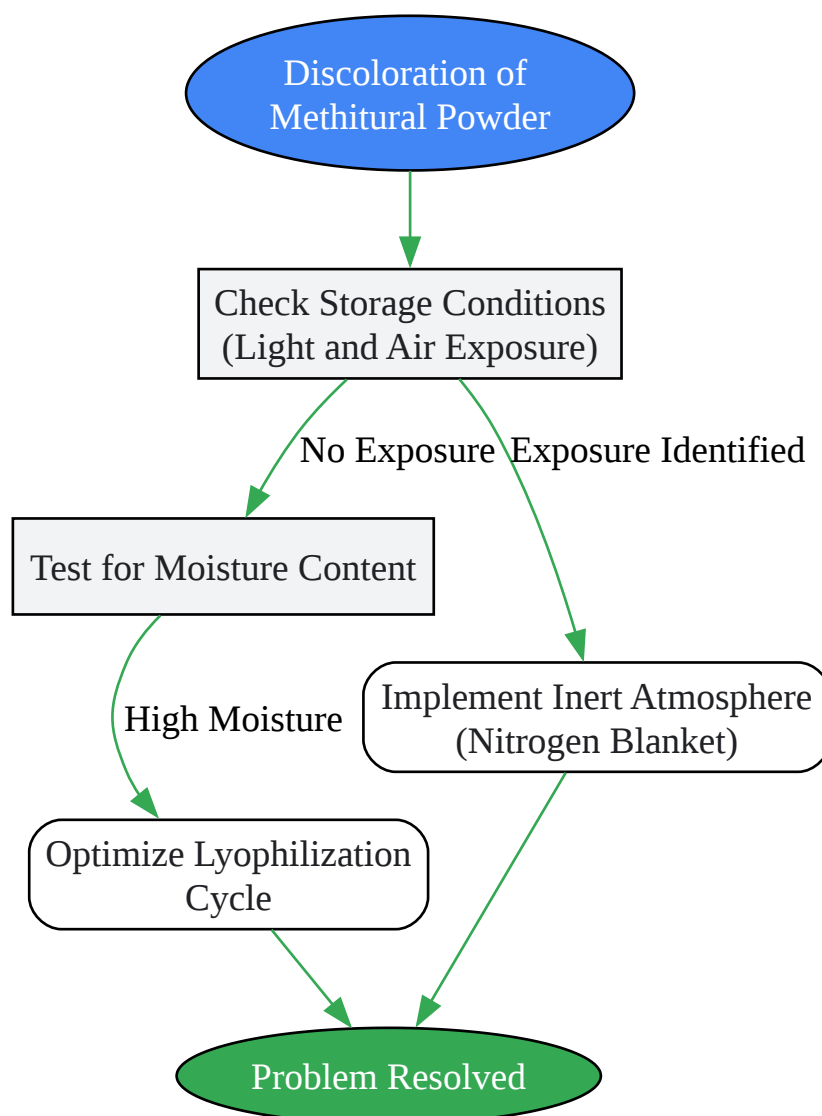 Discoloration of
Methitural Powder
Check Storage Conditions
(Light and Air Exposure)
No Exposure
Exposure Identified
Test for Moisture Content
Implement Inert Atmosphere
(Nitrogen Blanket)
High Moisture
Optimize Lyophilization
Cycle
Problem Resolved